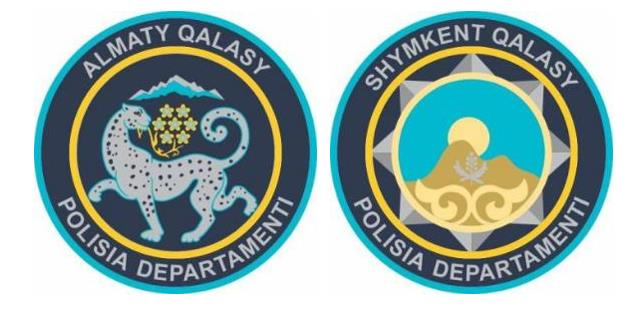 ALMATY QALASY
POLISIA DEPARTAMENTI
SHYMKENT QALASY
POLISIA DEPARTAMENTI